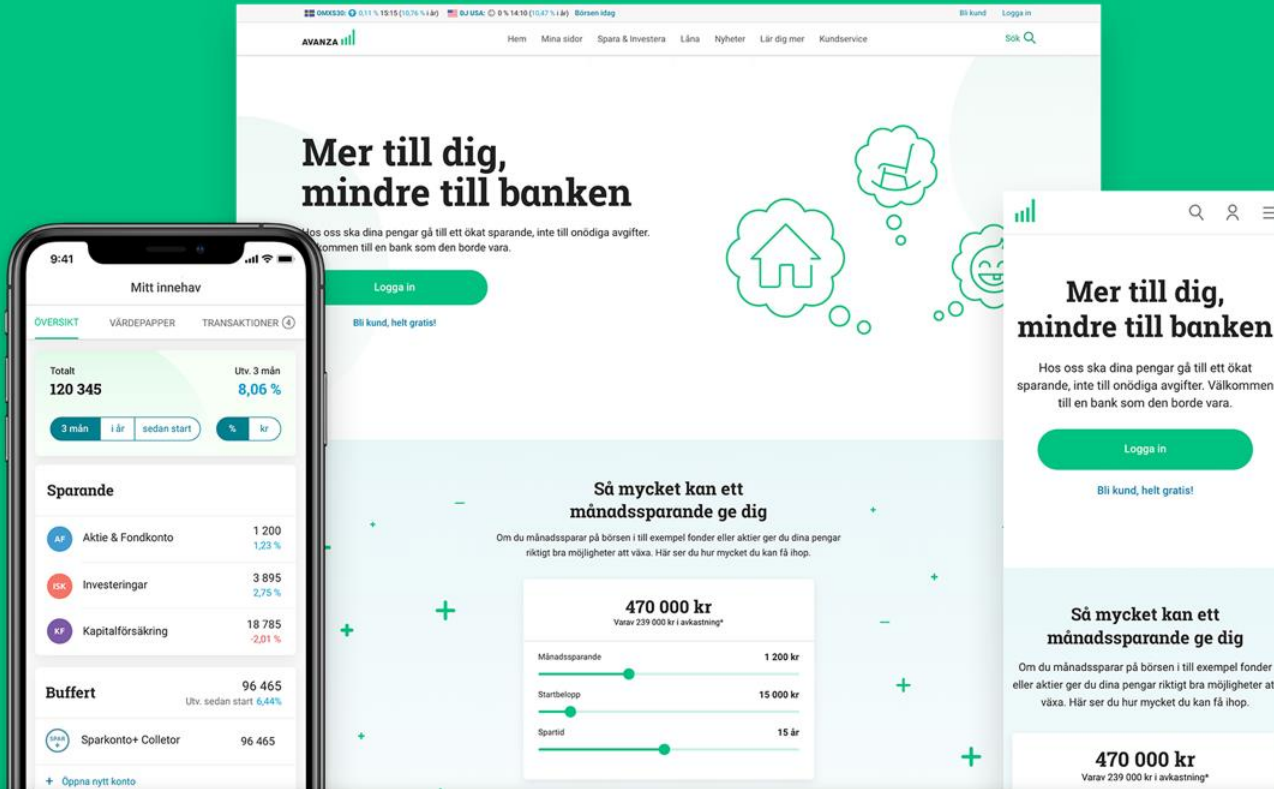 OMXS30: 0,11 % 15:15 (10,76 % i år) DJ USA: 0 % 14:10 (10,47 % i år) Börsen idag Bli kund Logga in
AVANZA Hem Mina sidor Spara & Investera Låna Nyheter Lär dig mer Kundservice Sök
Mer till dig,
mindre till banken
Hos oss ska dina pengar gå till ett ökat sparande, inte till onödiga avgifter.
kommen till en bank som den borde vara.
Logga in
Bli kund, helt gratis!
Så mycket kan ett
månadssparande ge dig
Om du månadssparar på börsen i till exempel fonder eller aktier ger du dina pengar
riktigt bra möjligheter att växa. Här ser du hur mycket du kan få ihop.
470 000 kr
Varav 239 000 kr i avkastning*
Månadssparande 1 200 kr
Startbelopp 15 000 kr
Spartid 15 år
9:41
Mitt innehav
ÖVERSIKT VÄRDEPAPPER TRANSAKTIONER 4
Totalt Utv. 3 mån
120 345 8,06 %
3 mån i år sedan start % kr
Sparande
AF Aktie & Fondkonto 1 200
1,23 %
ISK Investeringar 3 895
2,75 %
KF Kapitalförsäkring 18 785
-2,01 %
Buffert 96 465
Utv. sedan start 6,44%
SPAR + Sparkonto+ Colletor 96 465
+ Öppna nytt konto
Mer till dig,
mindre till banken
Hos oss ska dina pengar gå till ett ökat
sparande, inte till onödiga avgifter. Välkommen
till en bank som den borde vara.
Logga in
Bli kund, helt gratis!
Så mycket kan ett
månadssparande ge dig
Om du månadssparar på börsen i till exempel fonder
eller aktier ger du dina pengar riktigt bra möjligheter at
växa. Här ser du hur mycket du kan få ihop.
470 000 kr
Varav 239 000 kr i avkastning*